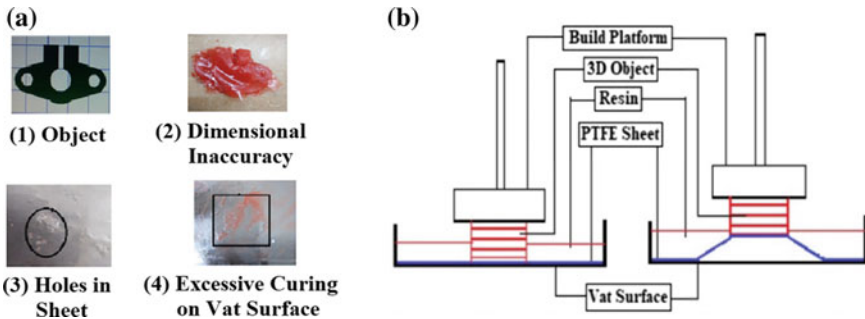 (a)
(1) Object
(2) Dimensional
Inaccuracy
(3) Holes in
Sheet
(4) Excessive Curing
on Vat Surface
(b)
Build Platform
3D Object
Resin
PTFE Sheet
Vat Surface